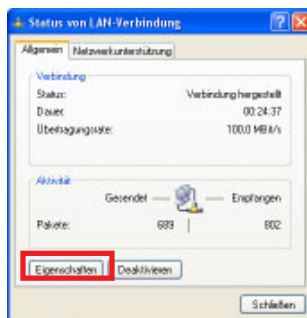 Status von LAN-Verbindung
Allgemein Netzwerkunterstützung
Verbindung
Status: Verbindung hergestellt
Dauer: 00:24:37
Übertragungsrate: 100,0 MBit/s
Aktivität
Gesendet — Empfangen
Pakete: 689 | 802
Eigenschaften Deaktivieren
Schließen